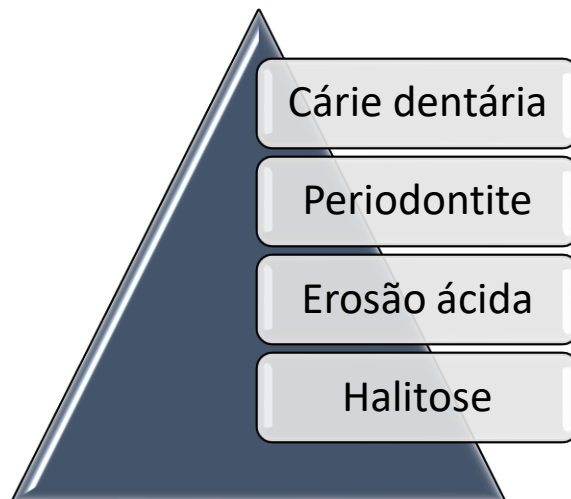 Cárie dentária
Periodontite
Erosão ácida
Halitose